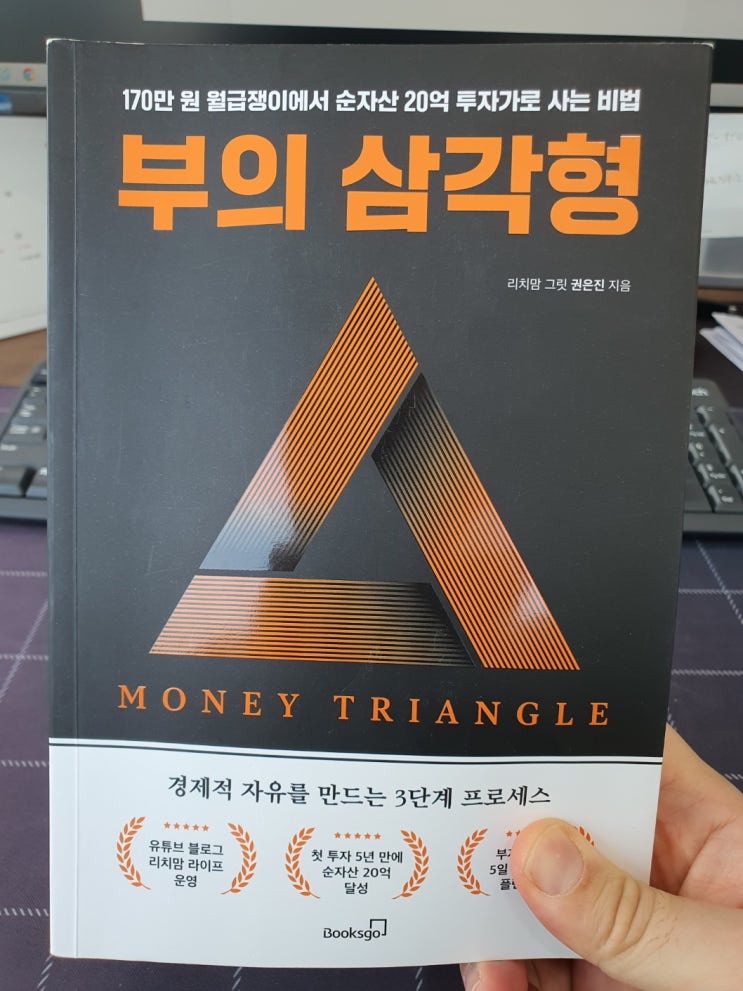 170만 원 월급쟁이에서 순자산 20억 투자가로 사는 비법
부의 삼각형
리치맘 그릿 권은진 지음
MONEY TRIANGLE
경제적 자유를 만드는 3단계 프로세스
유튜브 블로그
리치맘 라이프
운영
첫 투자 5년 만에
순자산 20억
달성
5일
Booksgo